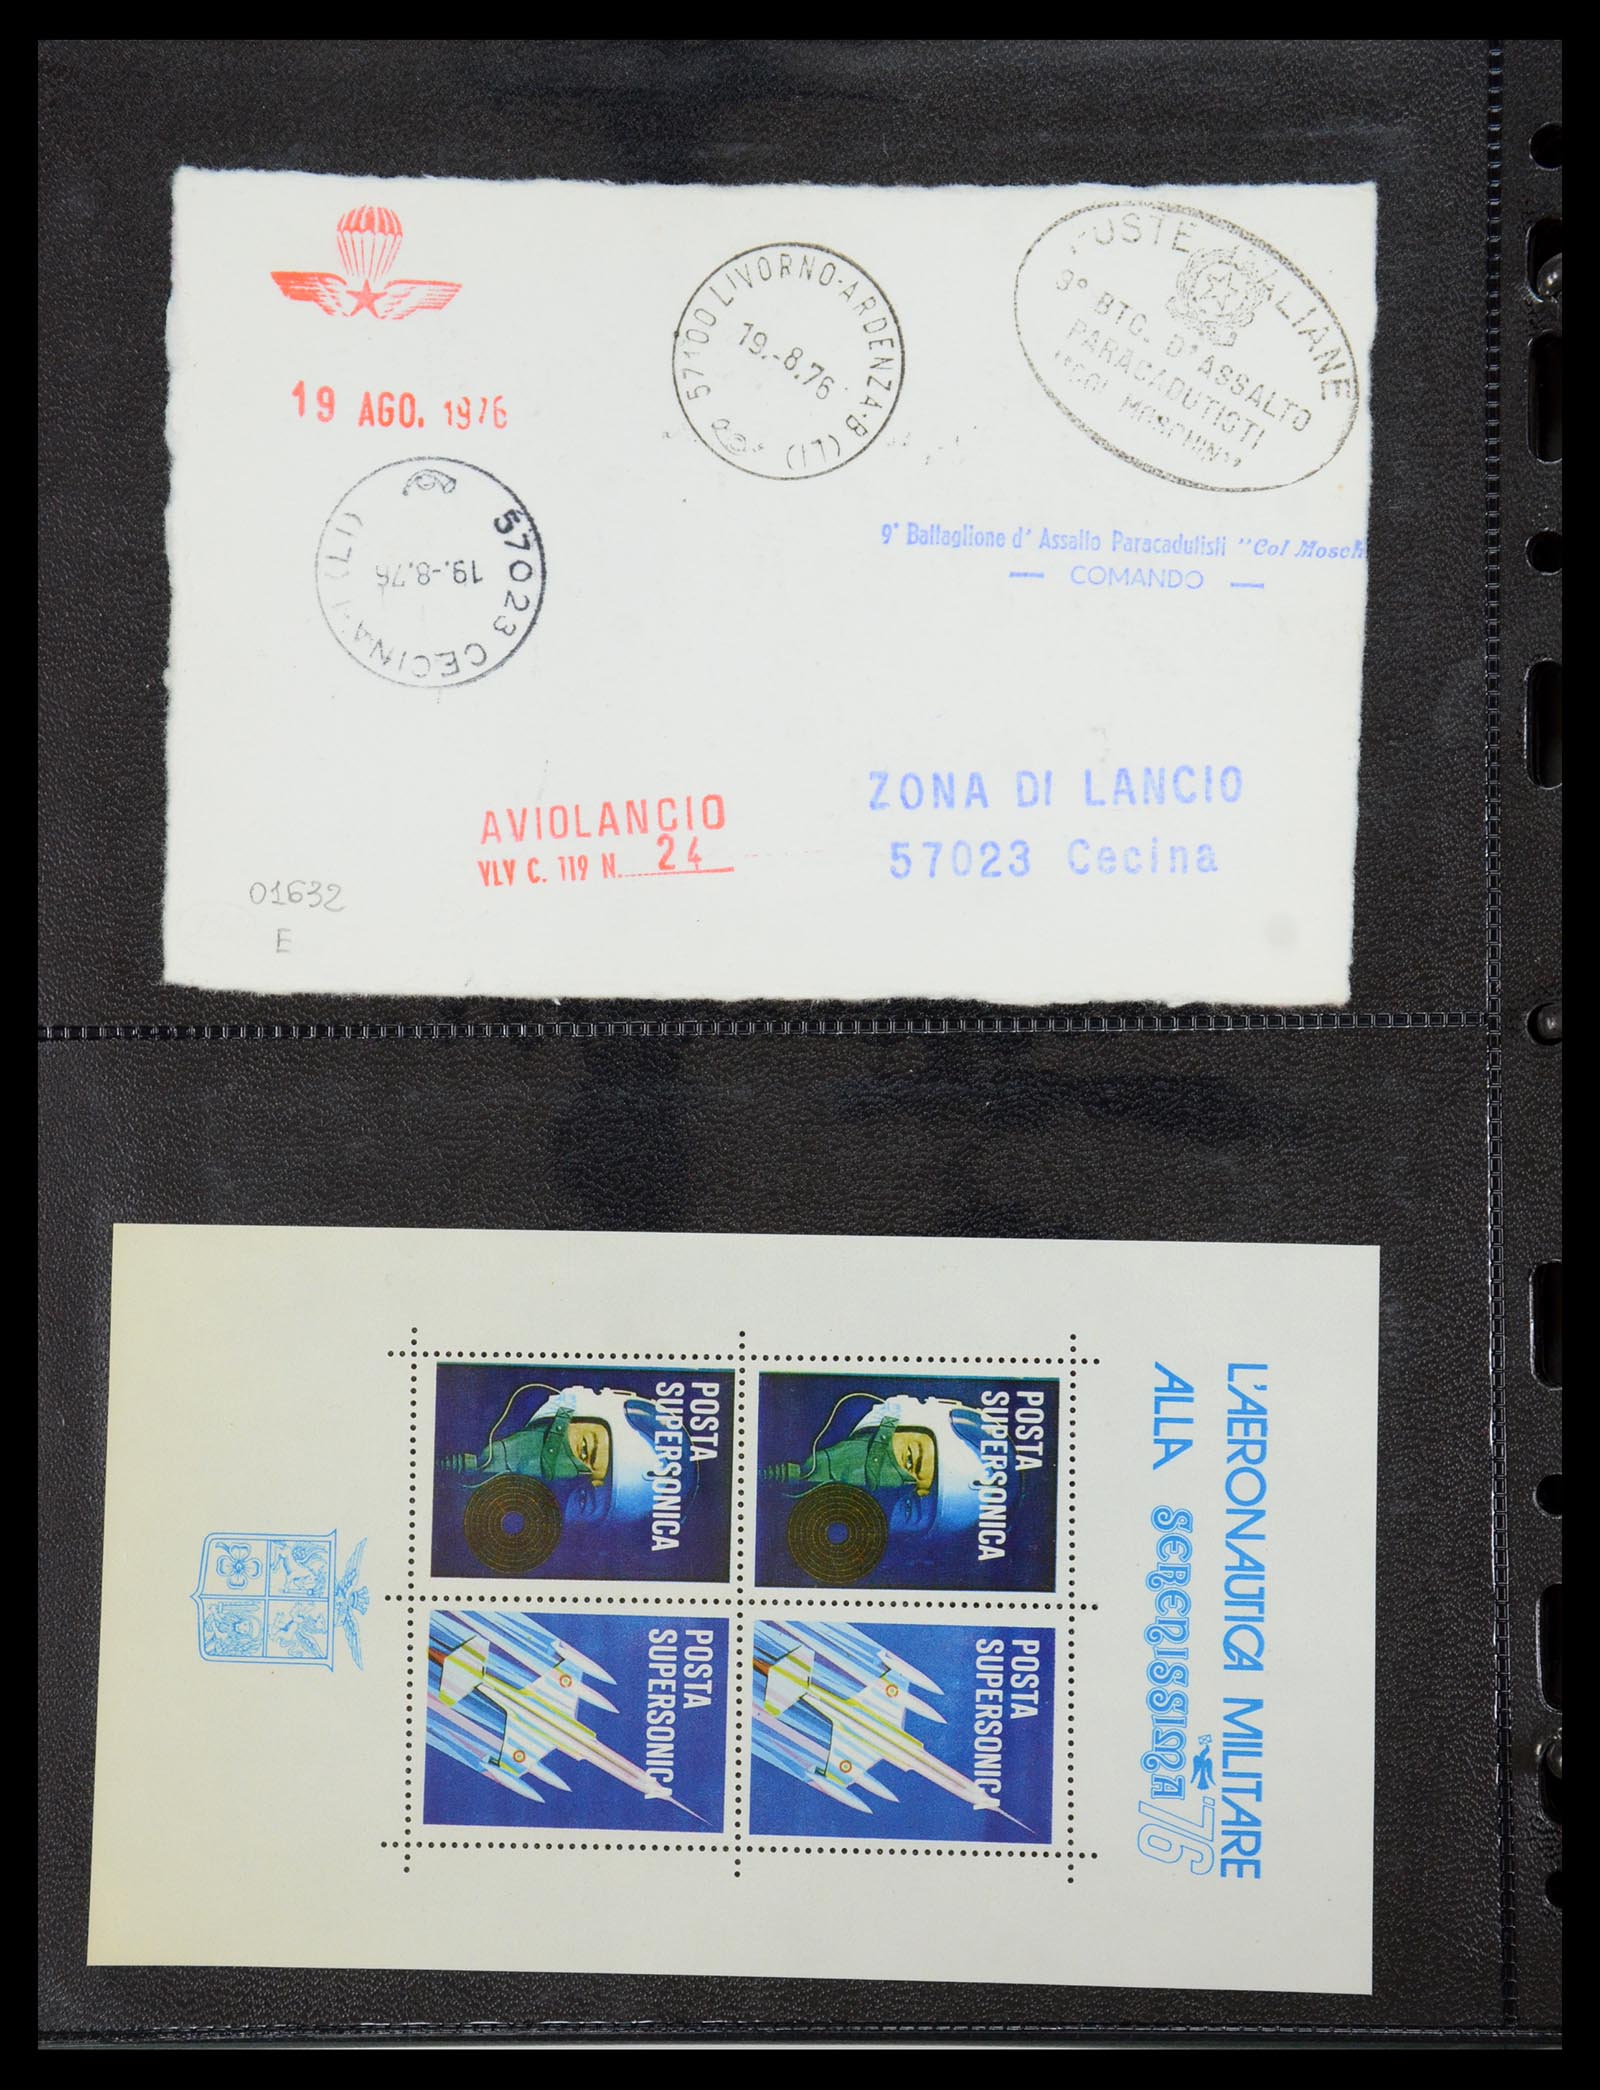 19 AGO. 1976
57100 LIVORNO-ARDENZA-B (LI)
19.-8.76
POSTE ITALIANE
9° BTG. D'ASSALTO
PARACADUTISTI
"COL MOSCHIN"
57023 CECINA (LI)
19.-8.76
9° Battaglione d' Assalto Paracadutisti "Col Mosch
— COMANDO —
AVIOLANCIO
VLV C. 119 N. 24
ZONA DI LANCIO
57023 Cecina
01632
E
L'AERONAUTICA MILITARE
ALLA SERENISSIMA '76
POSTA
SUPERSONICA
POSTA
SUPERSONICA
POSTA
SUPERSONICA
POSTA
SUPERSONICA